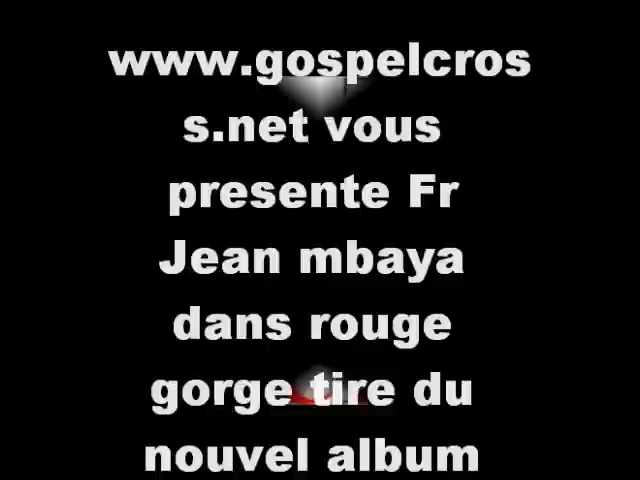 www.gospelcros
s.net vous
presente Fr
Jean mbaya
dans rouge
gorge tire du
nouvel album